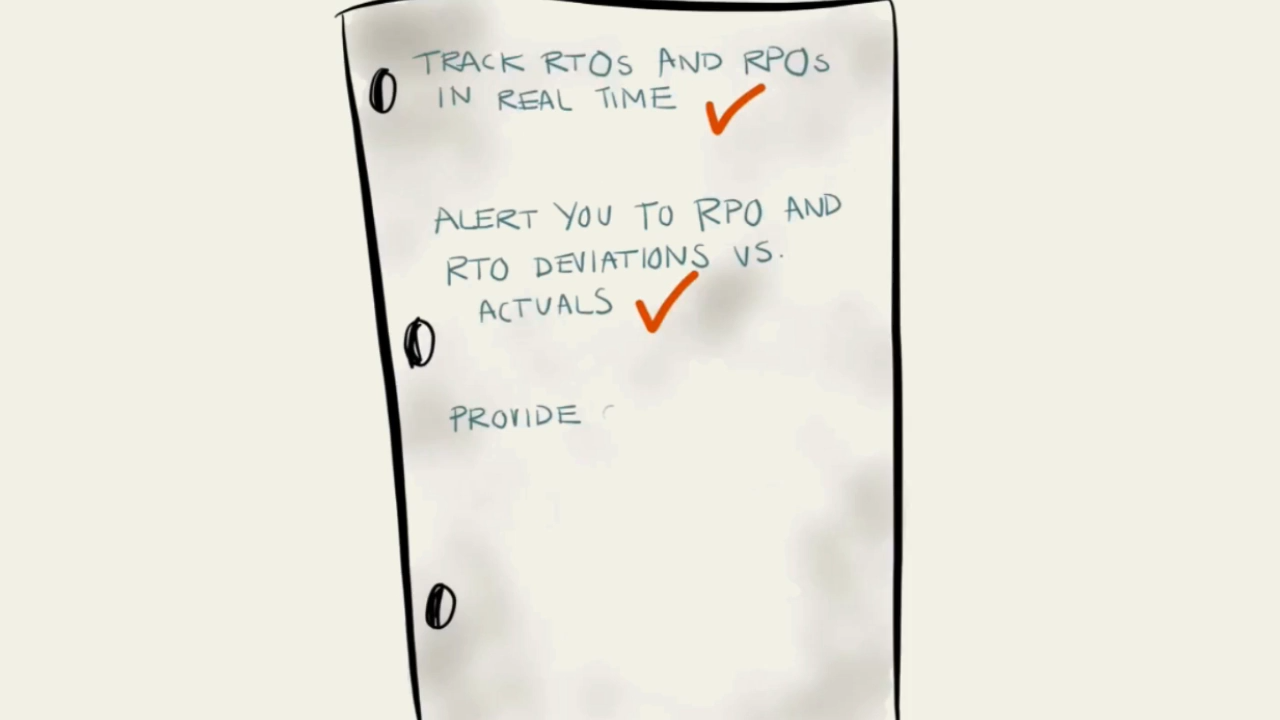 TRACK RTOs AND RPOs
IN REAL TIME
ALERT YOU TO RPO AND
RTO DEVIATIONS VS.
ACTUALS
PROVIDE